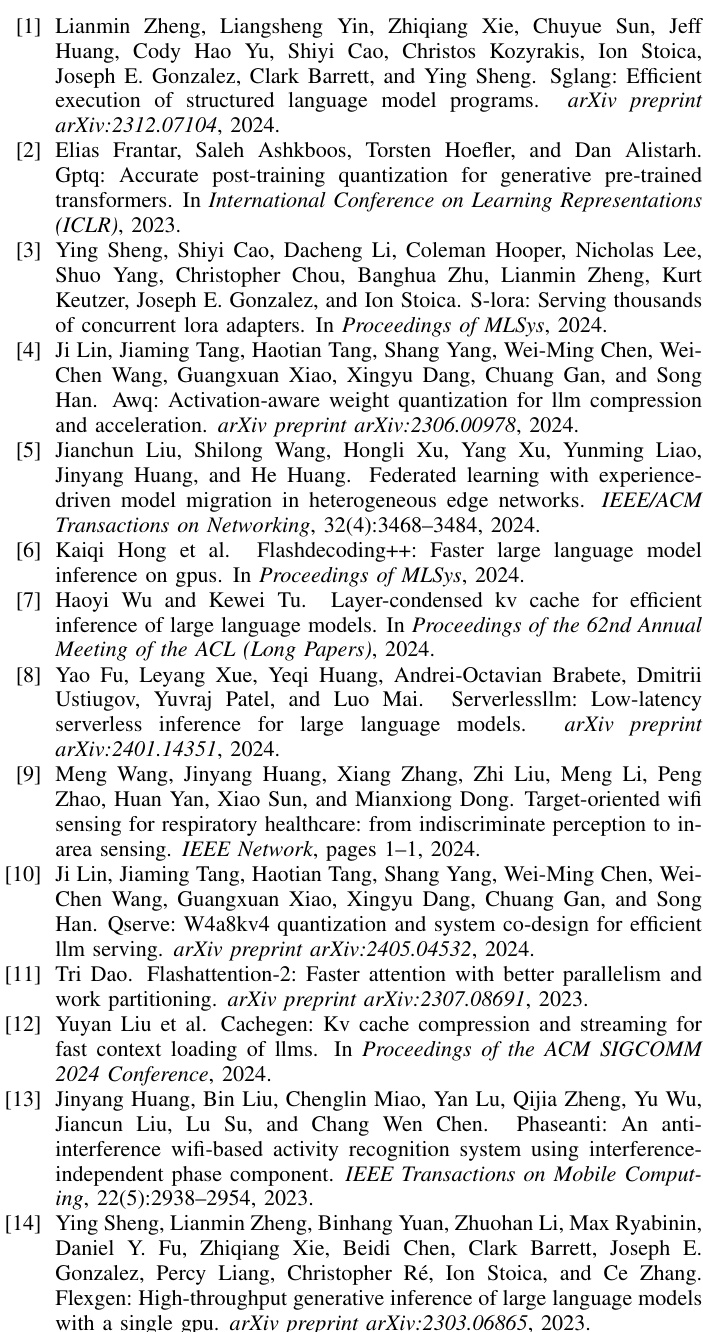 [1] Lianmin Zheng, Liangsheng Yin, Zhiqiang Xie, Chuyue Sun, Jeff
Huang, Cody Hao Yu, Shiyi Cao, Christos Kozyrakis, Ion Stoica,
Joseph E. Gonzalez, Clark Barrett, and Ying Sheng. Sglang: Efficient
execution of structured language model programs. arXiv preprint
arXiv:2312.07104, 2024.
[2] Elias Frantar, Saleh Ashkboos, Torsten Hoefler, and Dan Alistarh.
Gptq: Accurate post-training quantization for generative pre-trained
transformers. In International Conference on Learning Representations
(ICLR), 2023.
[3] Ying Sheng, Shiyi Cao, Dacheng Li, Coleman Hooper, Nicholas Lee,
Shuo Yang, Christopher Chou, Banghua Zhu, Lianmin Zheng, Kurt
Keutzer, Joseph E. Gonzalez, and Ion Stoica. S-lora: Serving thousands
of concurrent lora adapters. In Proceedings of MLSys, 2024.
[4] Ji Lin, Jiaming Tang, Haotian Tang, Shang Yang, Wei-Ming Chen, Wei-
Chen Wang, Guangxuan Xiao, Xingyu Dang, Chuang Gan, and Song
Han. Awq: Activation-aware weight quantization for llm compression
and acceleration. arXiv preprint arXiv:2306.00978, 2024.
[5] Jianchun Liu, Shilong Wang, Hongli Xu, Yang Xu, Yunming Liao,
Jinyang Huang, and He Huang. Federated learning with experience-
driven model migration in heterogeneous edge networks. IEEE/ACM
Transactions on Networking, 32(4):3468–3484, 2024.
[6] Kaiqi Hong et al. Flashdecoding++: Faster large language model
inference on gpus. In Proceedings of MLSys, 2024.
[7] Haoyi Wu and Kewei Tu. Layer-condensed kv cache for efficient
inference of large language models. In Proceedings of the 62nd Annual
Meeting of the ACL (Long Papers), 2024.
[8] Yao Fu, Leyang Xue, Yeqi Huang, Andrei-Octavian Brabete, Dmitrii
Ustiugov, Yuvraj Patel, and Luo Mai. Serverlessllm: Low-latency
serverless inference for large language models. arXiv preprint
arXiv:2401.14351, 2024.
[9] Meng Wang, Jinyang Huang, Xiang Zhang, Zhi Liu, Meng Li, Peng
Zhao, Huan Yan, Xiao Sun, and Mianxiong Dong. Target-oriented wifi
sensing for respiratory healthcare: from indiscriminate perception to in-
area sensing. IEEE Network, pages 1–1, 2024.
[10] Ji Lin, Jiaming Tang, Haotian Tang, Shang Yang, Wei-Ming Chen, Wei-
Chen Wang, Guangxuan Xiao, Xingyu Dang, Chuang Gan, and Song
Han. Qserve: W4a8kv4 quantization and system co-design for efficient
llm serving. arXiv preprint arXiv:2405.04532, 2024.
[11] Tri Dao. Flashattention-2: Faster attention with better parallelism and
work partitioning. arXiv preprint arXiv:2307.08691, 2023.
[12] Yuyan Liu et al. Cachegen: Kv cache compression and streaming for
fast context loading of llms. In Proceedings of the ACM SIGCOMM
2024 Conference, 2024.
[13] Jinyang Huang, Bin Liu, Chenglin Miao, Yan Lu, Qijia Zheng, Yu Wu,
Jiancun Liu, Lu Su, and Chang Wen Chen. Phaseanti: An anti-
interference wifi-based activity recognition system using interference-
independent phase component. IEEE Transactions on Mobile Comput-
ing, 22(5):2938–2954, 2023.
[14] Ying Sheng, Lianmin Zheng, Binhang Yuan, Zhuohan Li, Max Ryabinin,
Daniel Y. Fu, Zhiqiang Xie, Beidi Chen, Clark Barrett, Joseph E.
Gonzalez, Percy Liang, Christopher Ré, Ion Stoica, and Ce Zhang.
Flexgen: High-throughput generative inference of large language models
with a single gpu. arXiv preprint arXiv:2303.06865, 2023.